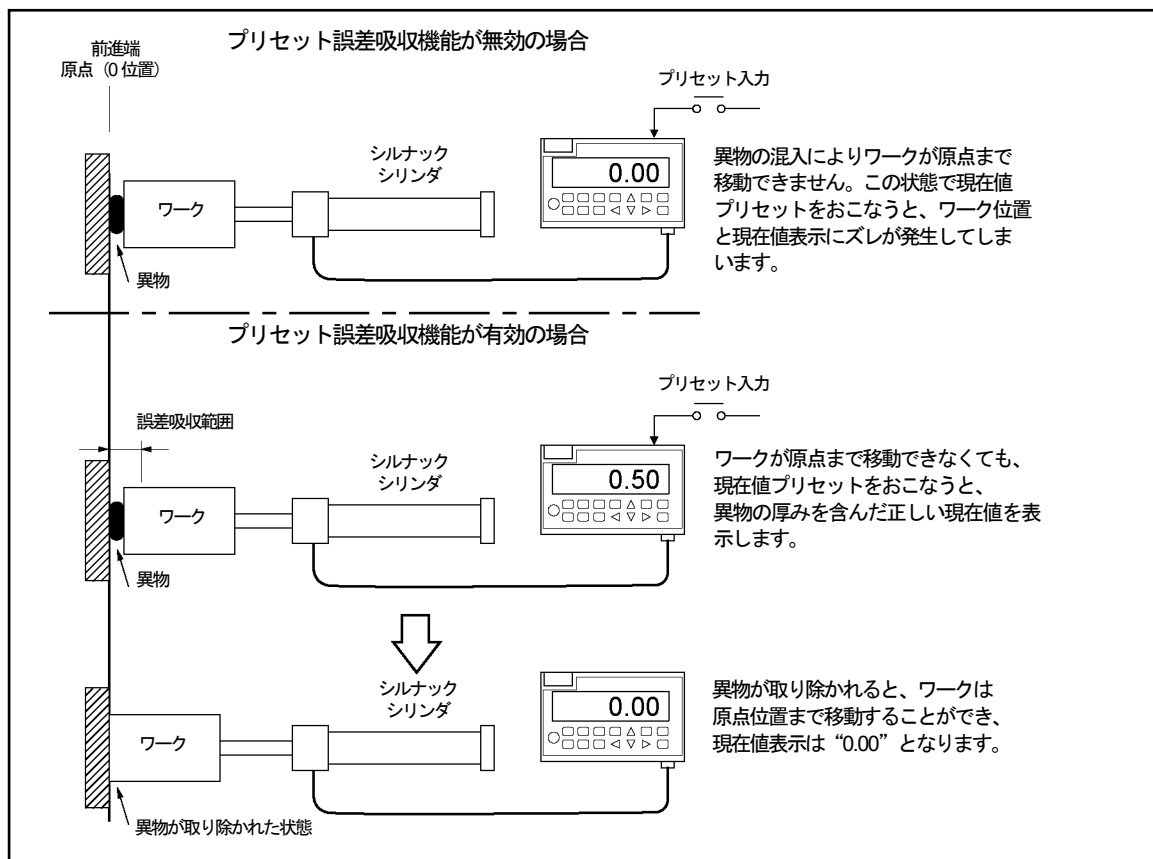 プリセット誤差吸収機能が無効の場合
前進端
原点（0 位置）
プリセット入力
シルナック
シリンダ
0.00
ワーク
異物
異物の混入によりワークが原点まで
移動できません。この状態で現在値
プリセットをおこなうと、ワーク位置
と現在値表示にズレが発生してしま
います。
プリセット誤差吸収機能が有効の場合
プリセット入力
誤差吸収範囲
シルナック
シリンダ
0.50
ワーク
異物
ワークが原点まで移動できなくても、
現在値プリセットをおこなうと、
異物の厚みを含んだ正しい現在値を表
示します。
シルナック
シリンダ
0.00
ワーク
異物が取り除かれた状態
異物が取り除かれると、ワークは
原点位置まで移動することができ、
現在値表示は“0.00”となります。